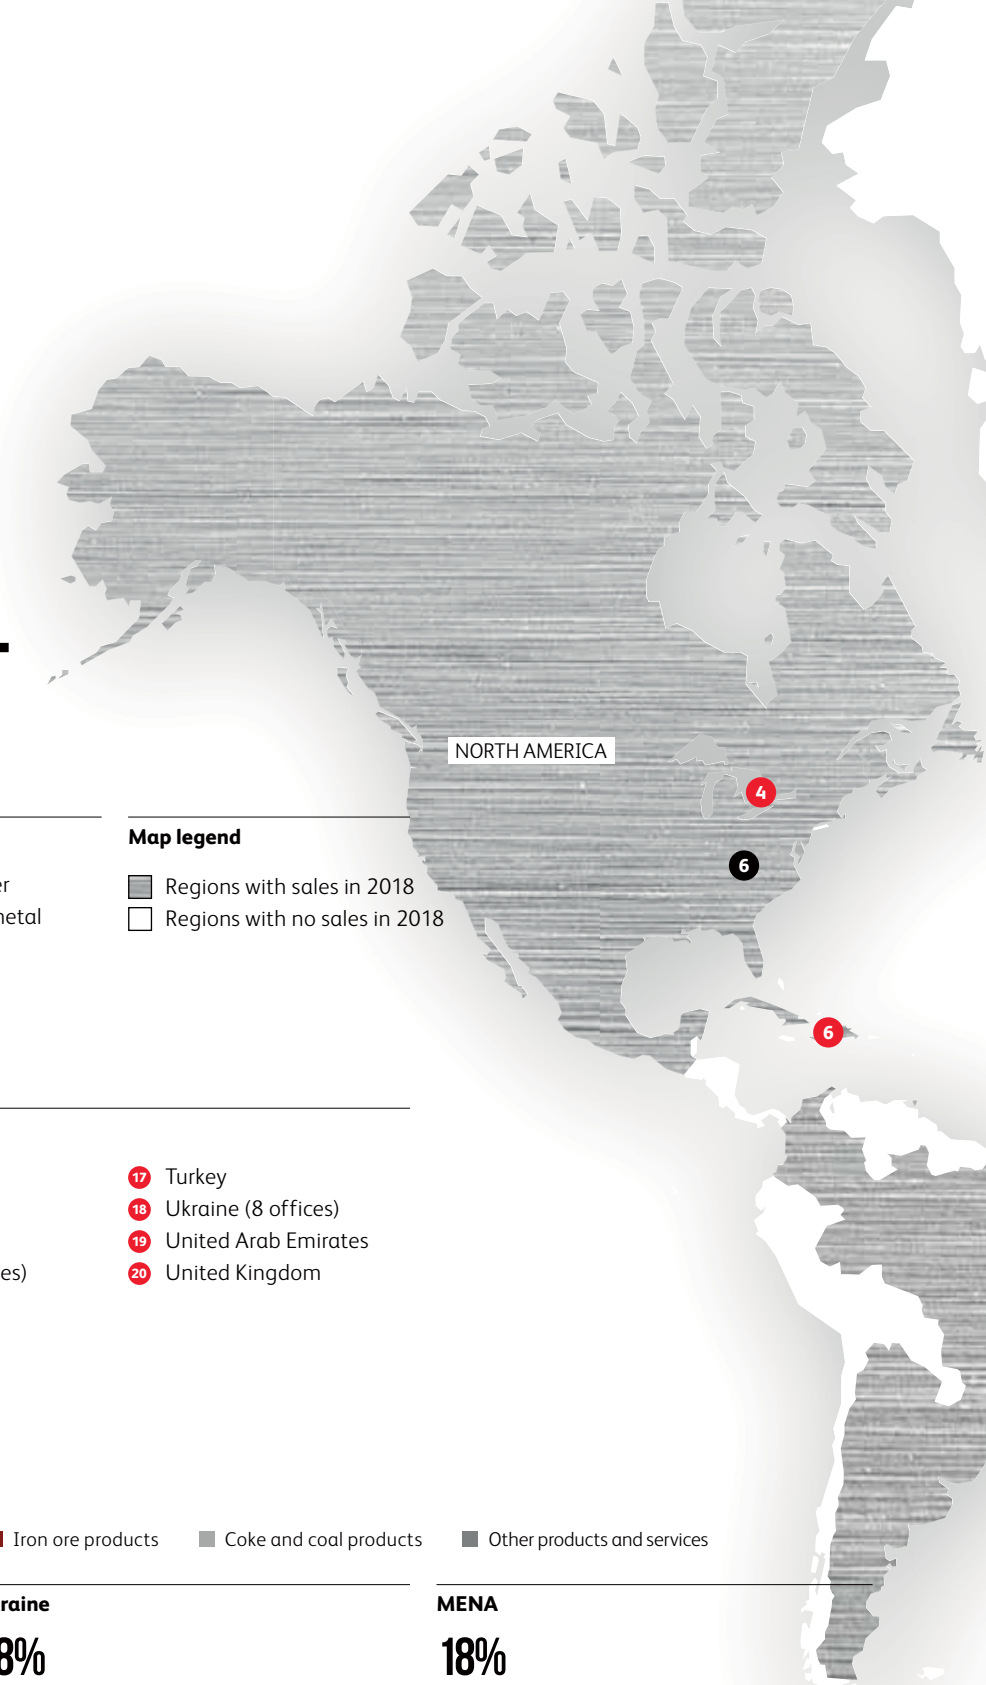 NORTH AMERICA
4
6
Map legend
Regions with sales in 2018
Regions with no sales in 2018
er
netal
6
17 Turkey
18 Ukraine (8 offices)
19 United Arab Emirates
20 United Kingdom
es)
Iron ore products
Coke and coal products
Other products and services
raine
8%
MENA
18%